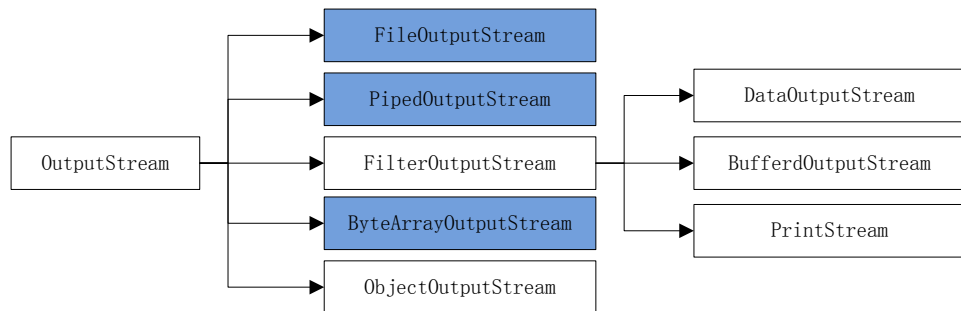 FileOutputStream
PipedOutputStream
DataOutputStream
OutputStream
FilterOutputStream
BufferdOutputStream
ByteArrayOutputStream
PrintStream
ObjectOutputStream